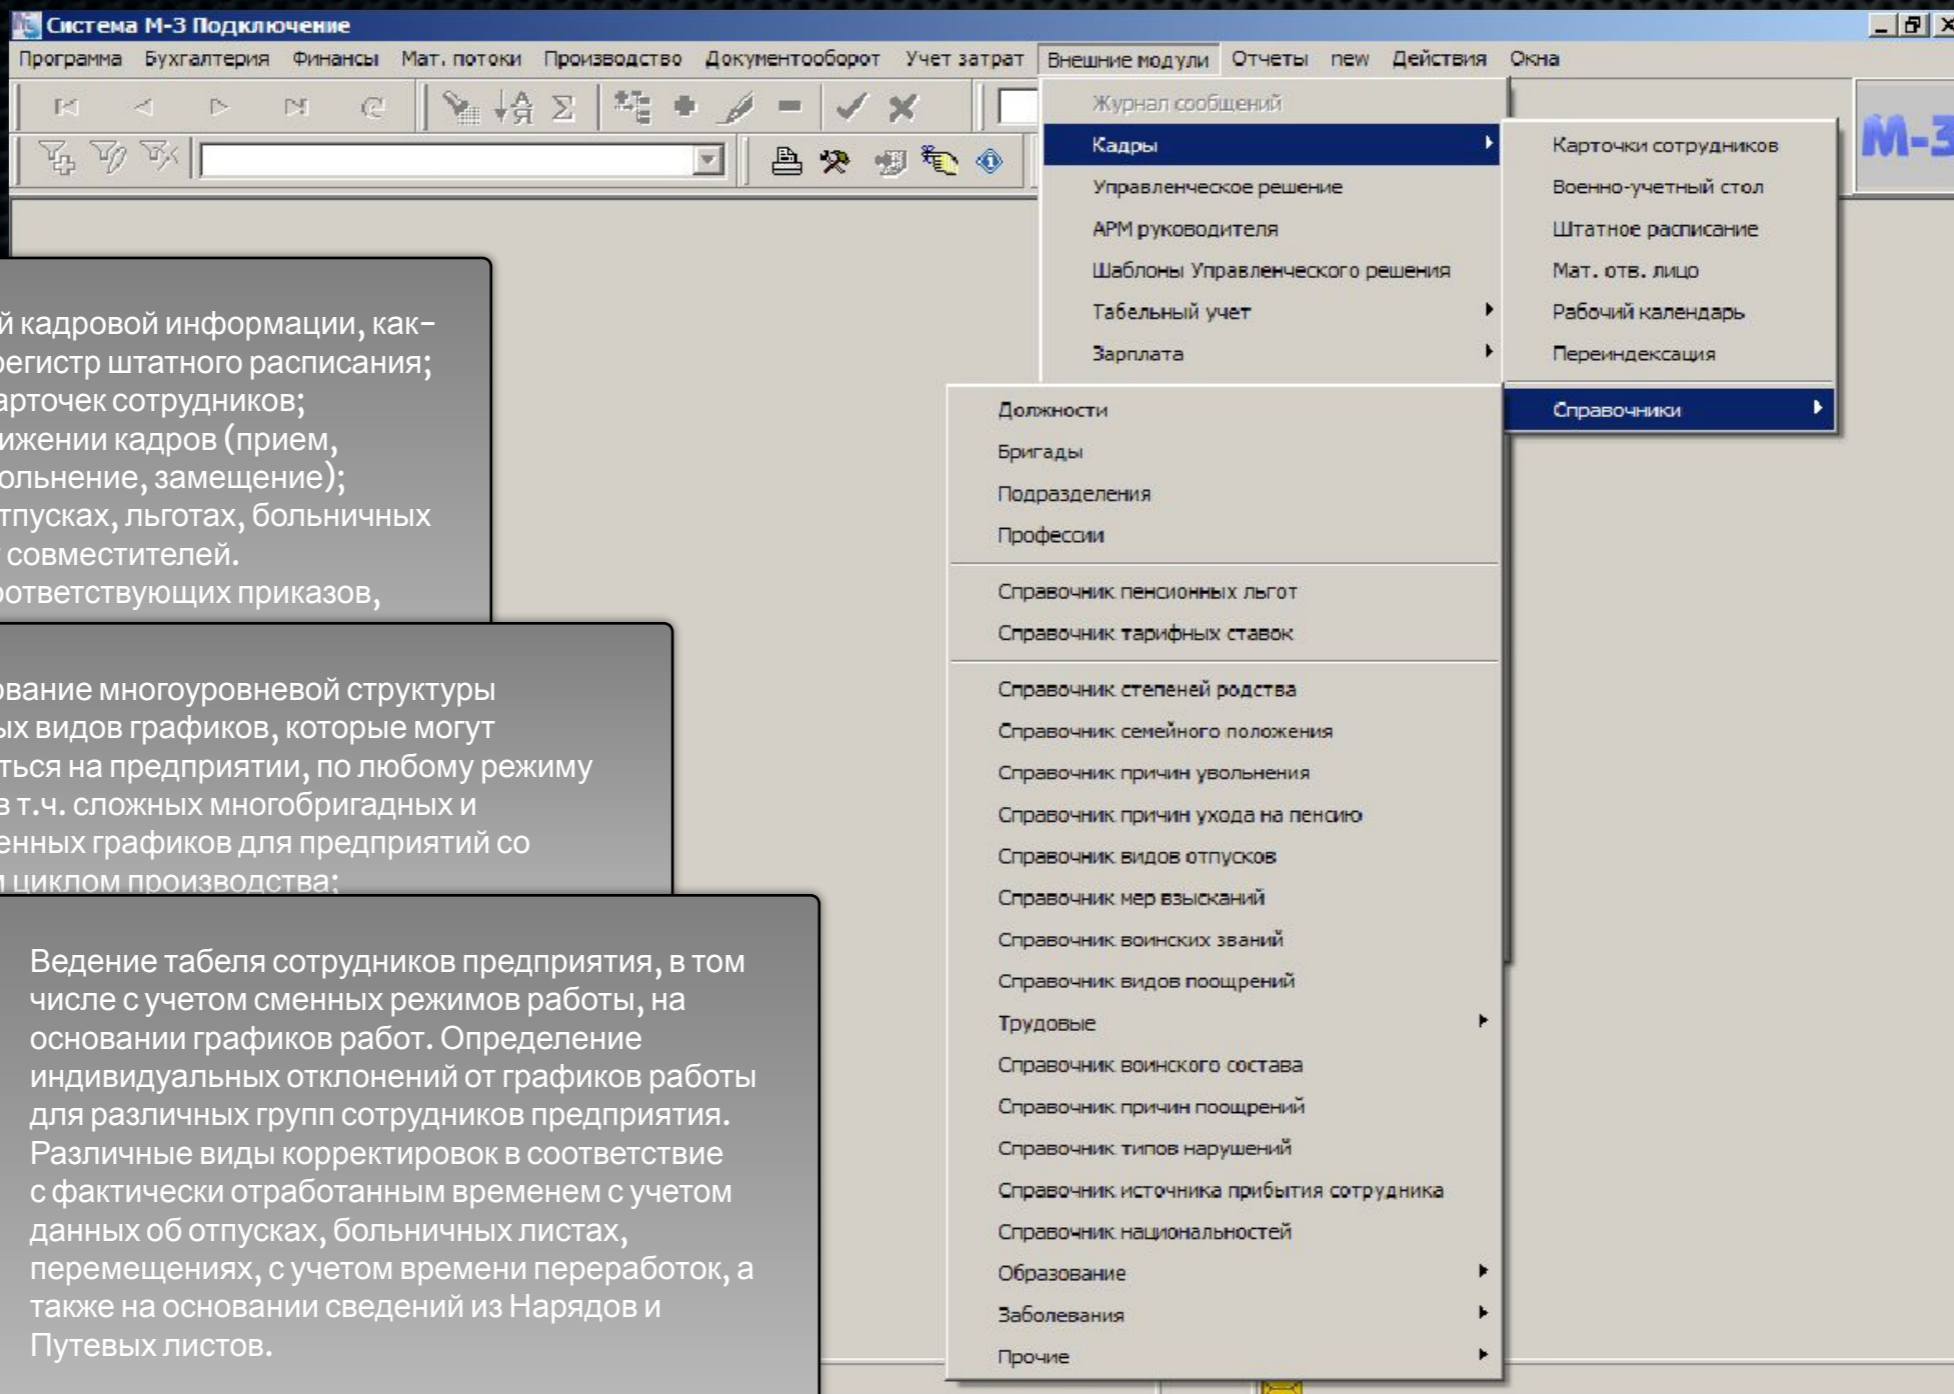 Система М-3 Подключение
Программа Бухгалтерия Финансы Мат. потоки Производство Документооборот Учет затрат Внешние модули Отчеты new Действия Окна
М-3
Журнал сообщений
Кадры
Управленческое решение
АРМ руководителя
Шаблоны Управленческого решения
Табельный учет
Зарплата
Карточки сотрудников
Военно-учетный стол
Штатное расписание
Мат. отв. лицо
Рабочий календарь
Переиндексация
Справочники
Должности
Бригады
Подразделения
Профессии
Справочник пенсионных льгот
Справочник тарифных ставок
Справочник степеней родства
Справочник семейного положения
Справочник причин увольнения
Справочник причин ухода на пенсию
Справочник видов отпусков
Справочник мер взысканий
Справочник воинских званий
Справочник видов поощрений
Трудовые
Справочник воинского состава
Справочник причин поощрений
Справочник типов нарушений
Справочник источника прибытия сотрудника
Справочник национальностей
Образование
Заболевания
Прочие
й кадровой информации, как-
регистр штатного расписания;
арточек сотрудников;
ижении кадров (прием,
ольнение, замещение);
тпусках, льготах, больничных
совместителей.
ответствующих приказов,
ование многоуровневой структуры
ых видов графиков, которые могут
ться на предприятии, по любому режиму
в т.ч. сложных многобригадных и
енных графиков для предприятий со
м циклом производства;
Ведение табеля сотрудников предприятия, в том
числе с учетом сменных режимов работы, на
основании графиков работ. Определение
индивидуальных отклонений от графиков работы
для различных групп сотрудников предприятия.
Различные виды корректировок в соответствие
с фактически отработанным временем с учетом
данных об отпусках, больничных листах,
перемещениях, с учетом времени переработок, а
также на основании сведений из Нарядов и
Путевых листов.